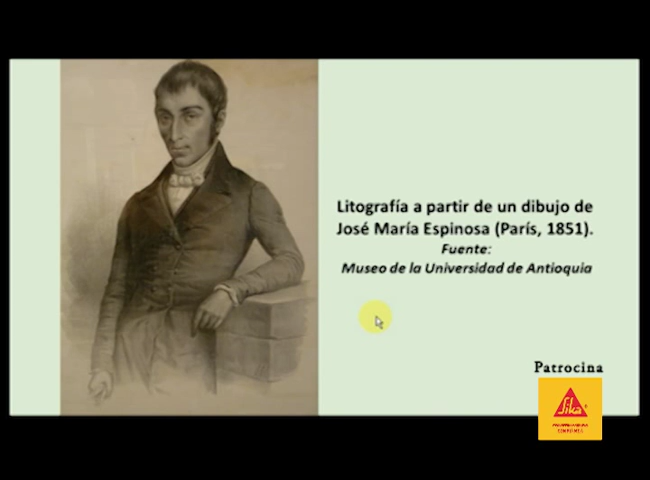 Litografía a partir de un dibujo de
José María Espinosa (París, 1851).
Fuente:
Museo de la Universidad de Antioquia
Patrocina
Sika